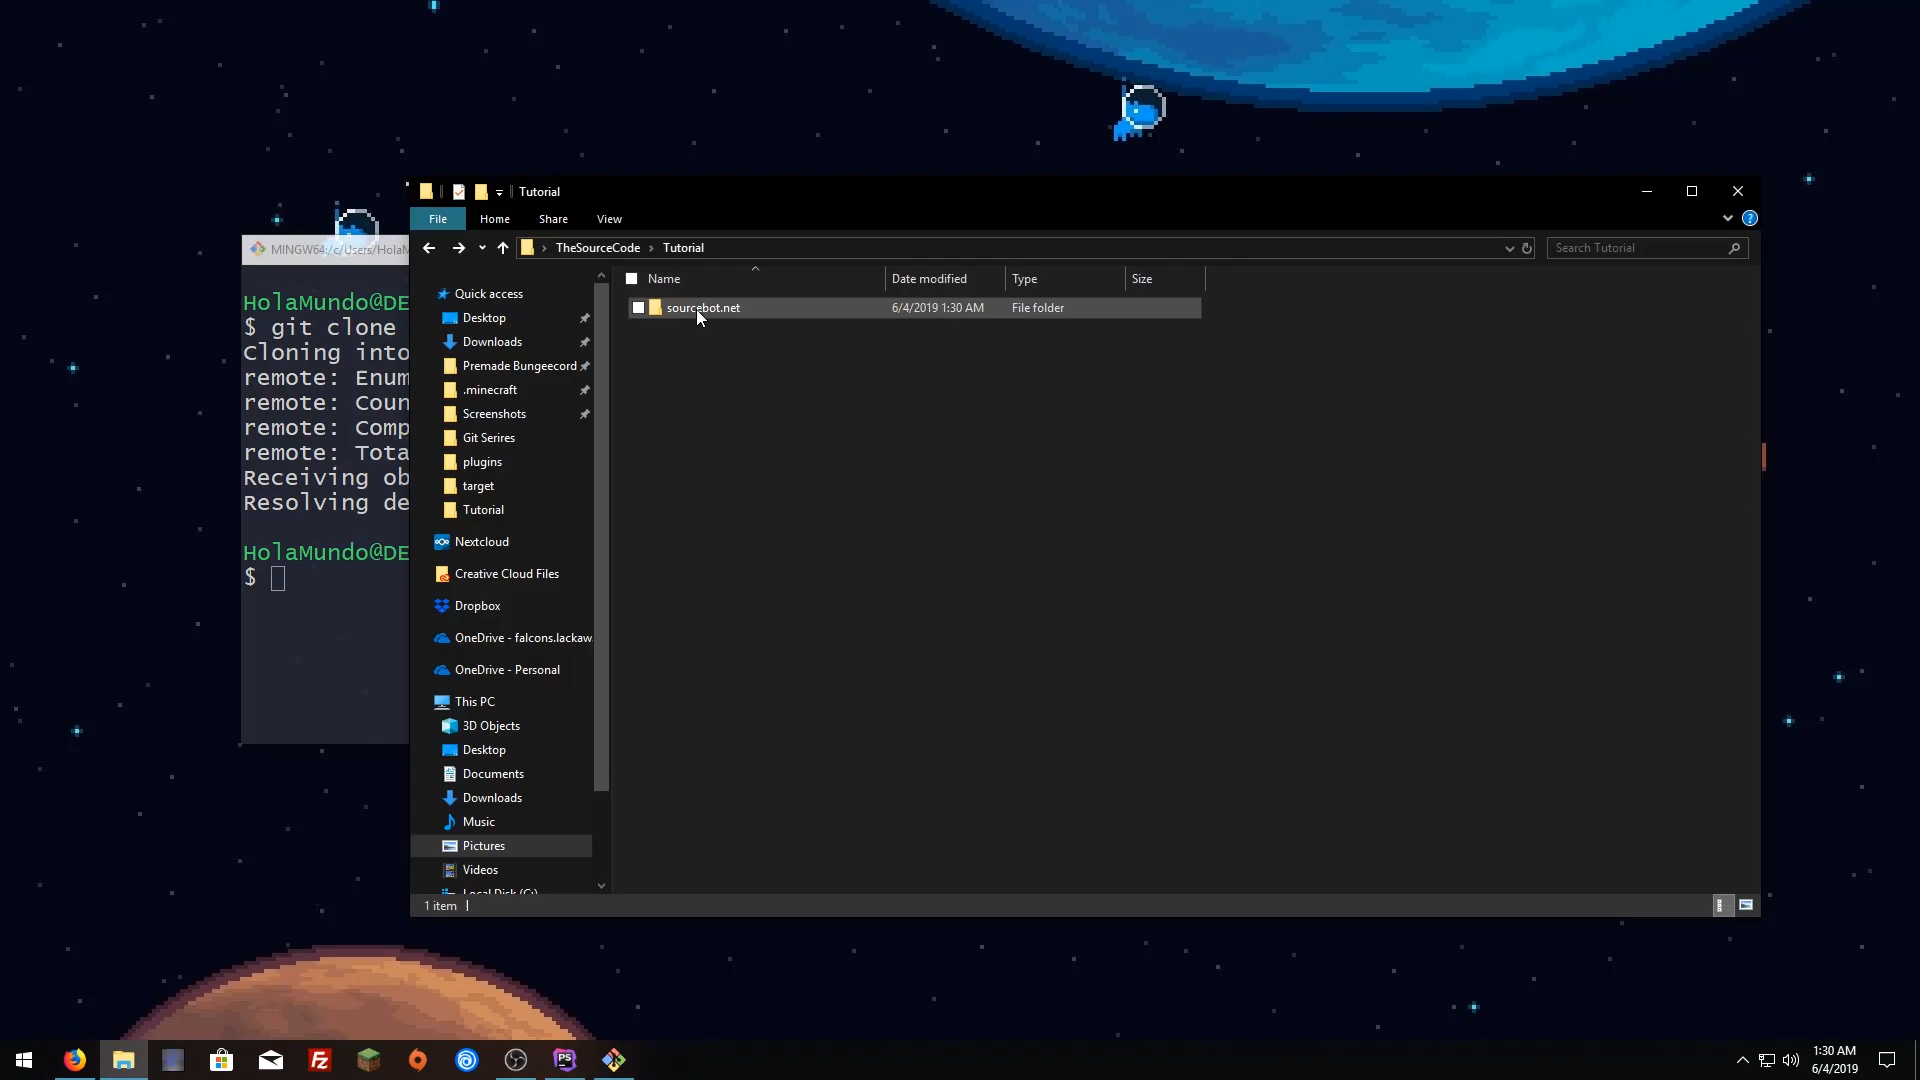 Tutorial
File Home Share View
TheSourceCode Tutorial
Search Tutorial
MINGW64:/c/Users/HolaM
HolaMundo@DE
$ git clone
Cloning into
remote: Enum
remote: Coun
remote: Comp
remote: Tota
Receiving ob
Resolving de
HolaMundo@DE
$
Name Date modified Type Size
sourcebot.net 6/4/2019 1:30 AM File folder
Quick access
Desktop
Downloads
Premade Bungeecord
.minecraft
Screenshots
Git Serires
plugins
target
Tutorial
Nextcloud
Creative Cloud Files
Dropbox
OneDrive - falcons.lackaw
OneDrive - Personal
This PC
3D Objects
Desktop
Documents
Downloads
Music
Pictures
Videos
Local Disk (C:)
1 item
PS
1:30 AM
6/4/2019